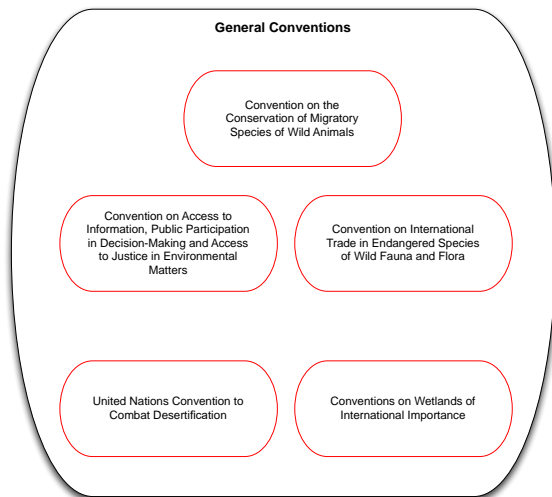 General Conventions
Convention on the
Conservation of Migratory
Species of Wild Animals
Convention on Access to
Information, Public Participation
in Decision-Making and Access
to Justice in Environmental
Matters
Convention on International
Trade in Endangered Species
of Wild Fauna and Flora
United Nations Convention to
Combat Desertification
Conventions on Wetlands of
International Importance